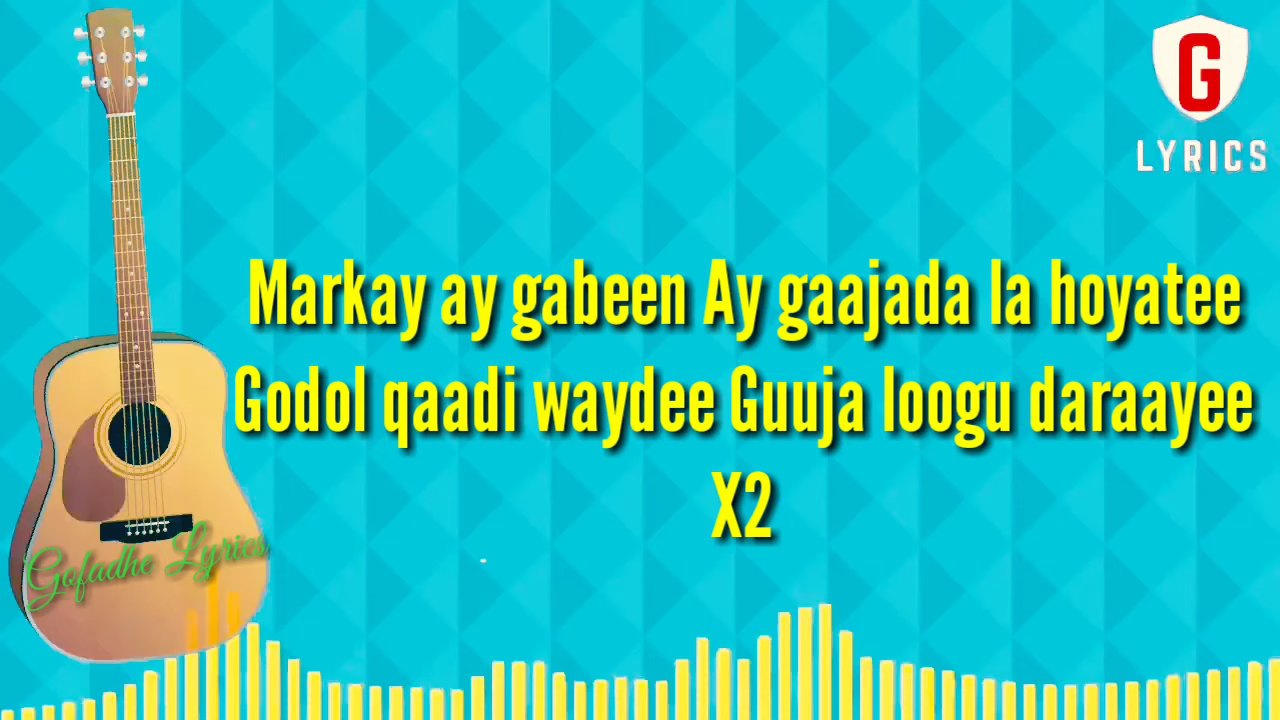 G
LYRICS
Markay ay gabeen Ay gaajada la hoyatee
Godol qaadi waydee Guuja loogu daraayee
X2
Gofadhe Lyrics